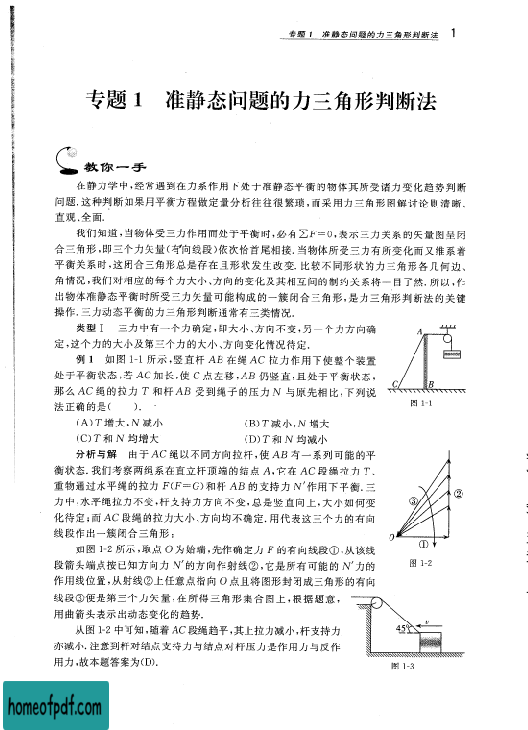 专题 1 准静态问题的力三角形判断法 1
专题 1 准静态问题的力三角形判断法
教你一手
在静力学中,经常遇到在力系作用下处于准静态平衡的物体其所受诸力变化趋势判断
问题.这种判断如果用平衡方程做定量分析往往很繁琐,而采用力三角形图解讨论则清晰、
直观、全面.
我们知道,当物体受三力作用而处于平衡时,必有∑F=0,表示三力关系的矢量图呈闭
合三角形,即三个力矢量(有向线段)依次恰首尾相接.当物体所受三力有所变化而又维系着
平衡关系时,这闭合三角形总是存在且形状发生改变.比较不同形状的力三角形各几何边、
角情况,我们对相应的每个力大小、方向的变化及其相互间的制约关系将一目了然.所以,作
出物体准静态平衡时所受三力矢量可能构成的一簇闭合三角形,是力三角形判断法的关键
操作.三力动态平衡的力三角形判断通常有三类情况.
类型Ⅰ 三力中有一个力确定,即大小、方向不变,另一个力方向确
定,这个力的大小及第三个力的大小、方向变化情况待定.
例 1 如图 1-1 所示,竖直杆 AB 在绳 AC 拉力作用下使整个装置
处于平衡状态.若 AC 加长,使 C 点左移,AB 仍竖直,且处于平衡状态,
那么 AC 绳的拉力 T 和杆 AB 受到绳子的压力 N 与原先相比,下列说
法正确的是( ).
(A)T 增大,N 减小 (B)T 减小,N 增大
(C)T 和 N 均增大 (D)T 和 N 均减小
A
C
B
图 1-1
分析与解 由于 AC 绳以不同方向拉杆,使 AB 有一系列可能的平
衡状态.我们考察两绳系在直立杆顶端的结点 A,它在 AC 段绳拉力 T、
重物通过水平绳的拉力 F(F=G)和杆 AB 的支持力 N′作用下平衡.三
力中,水平绳拉力不变,杆支持力方向不变,总是竖直向上,大小如何变
化待定;而 AC 段绳的拉力大小、方向均不确定.用代表这三个力的有向
线段作出一簇闭合三角形:
如图 1-2 所示,取点 O 为始端,先作确定力 F 的有向线段①,从该线
段箭头端点按已知方向力 N′的方向作射线②,它是所有可能的 N′力的
作用线位置,从射线②上任意点指向 O 点且将图形封闭成三角形的有向
线段③便是第三个力矢量.在所得三角形集合图上,根据题意,
用曲箭头表示出动态变化的趋势.
从图 1-2 中可知,随着 AC 段绳趋平,其上拉力减小,杆支持力
亦减小.注意到杆对结点支持力与结点对杆压力是作用力与反作
用力,故本题答案为(D).
③
②
O
①
图 1-2
45°
v
图 1-3
homeofpdf.com